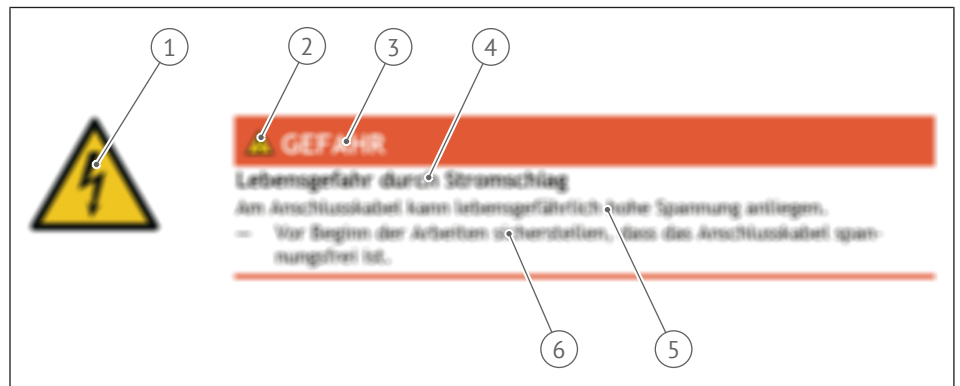 1
2
3
4
GEFAHR
Lebensgefahr durch Stromschlag
Am Anschlusskabel kann lebensgefährlich hohe Spannung anliegen.
– Vor Beginn der Arbeiten sicherstellen, dass das Anschlusskabel span-
nungsfrei ist.
6
5